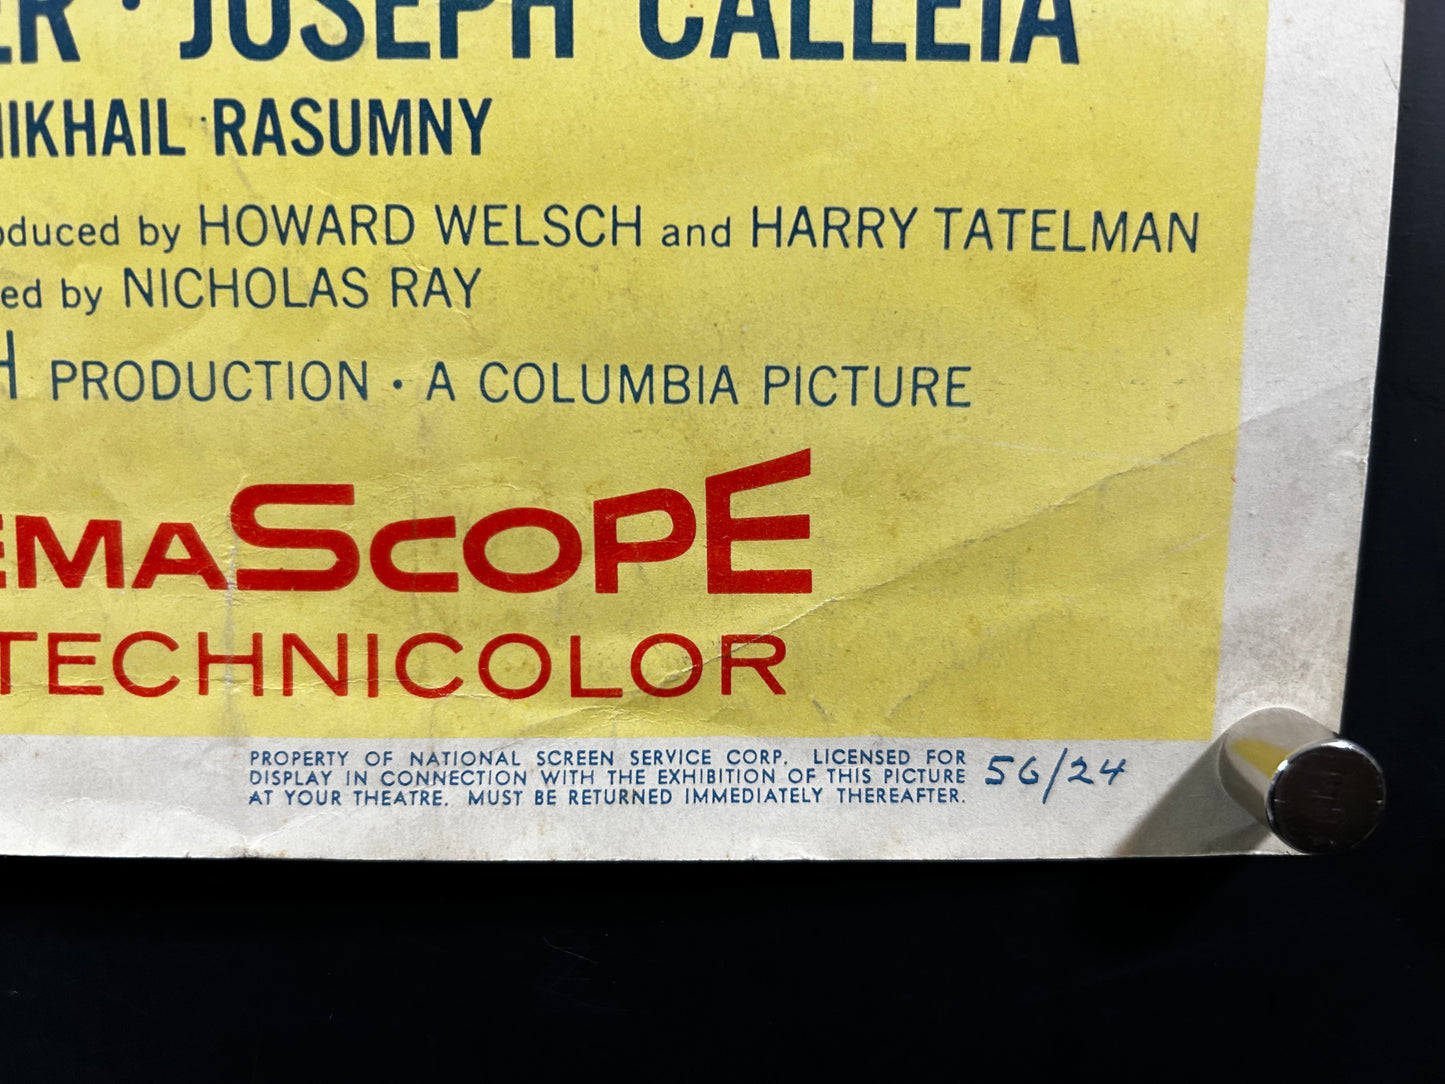 · JOSEPH CALLEIA
MIKHAIL · RASUMNY
oduced by HOWARD WELSCH and HARRY TATELMAN
ed by NICHOLAS RAY
H PRODUCTION · A COLUMBIA PICTURE
EMASCOPE
TECHNICOLOR
PROPERTY OF NATIONAL SCREEN SERVICE CORP. LICENSED FOR
DISPLAY IN CONNECTION WITH THE EXHIBITION OF THIS PICTURE
AT YOUR THEATRE. MUST BE RETURNED IMMEDIATELY THEREAFTER.
56/24